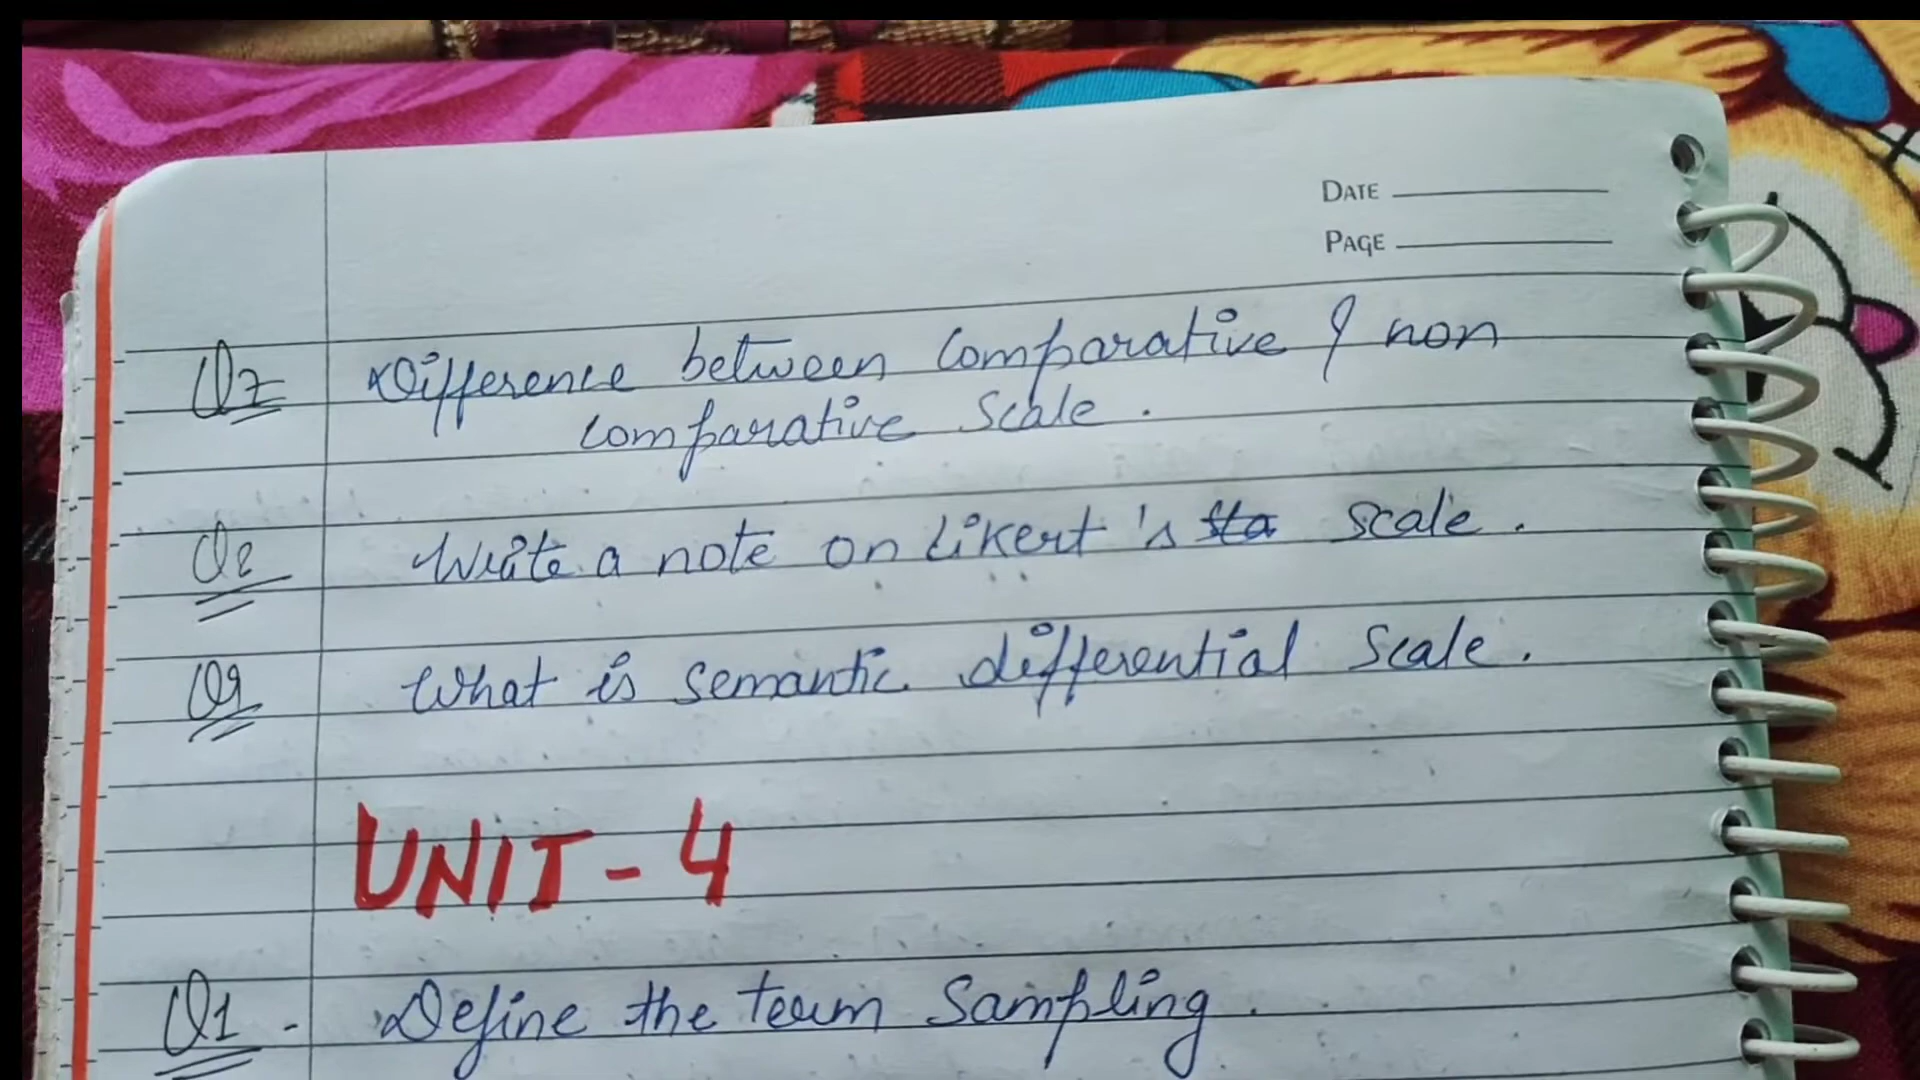 DATE
PAGE
Q7 Difference between Comparative & non
comparative Scale.
Q8 Write a note on Likert's sta scale.
Q9 What is semantic differential Scale.
UNIT-4
Q1. Define the term Sampling.